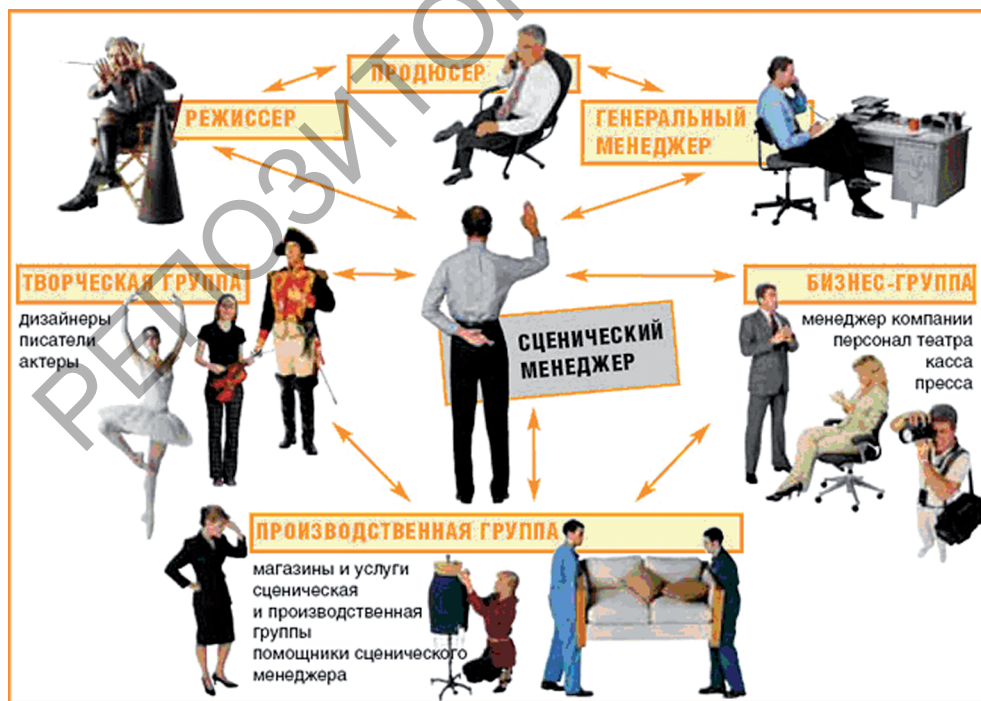 ПРОДЮСЕР
РЕЖИССЕР
ГЕНЕРАЛЬНЫЙ
МЕНЕДЖЕР
ТВОРЧЕСКАЯ ГРУППА
дизайнеры
писатели
актеры
СЦЕНИЧЕСКИЙ
МЕНЕДЖЕР
БИЗНЕС-ГРУППА
менеджер компании
персонал театра
касса
пресса
ПРОИЗВОДСТВЕННАЯ ГРУППА
магазины и услуги
сценическая
и производственная
группы
помощники сценического
менеджера
РЕПОЗИТО